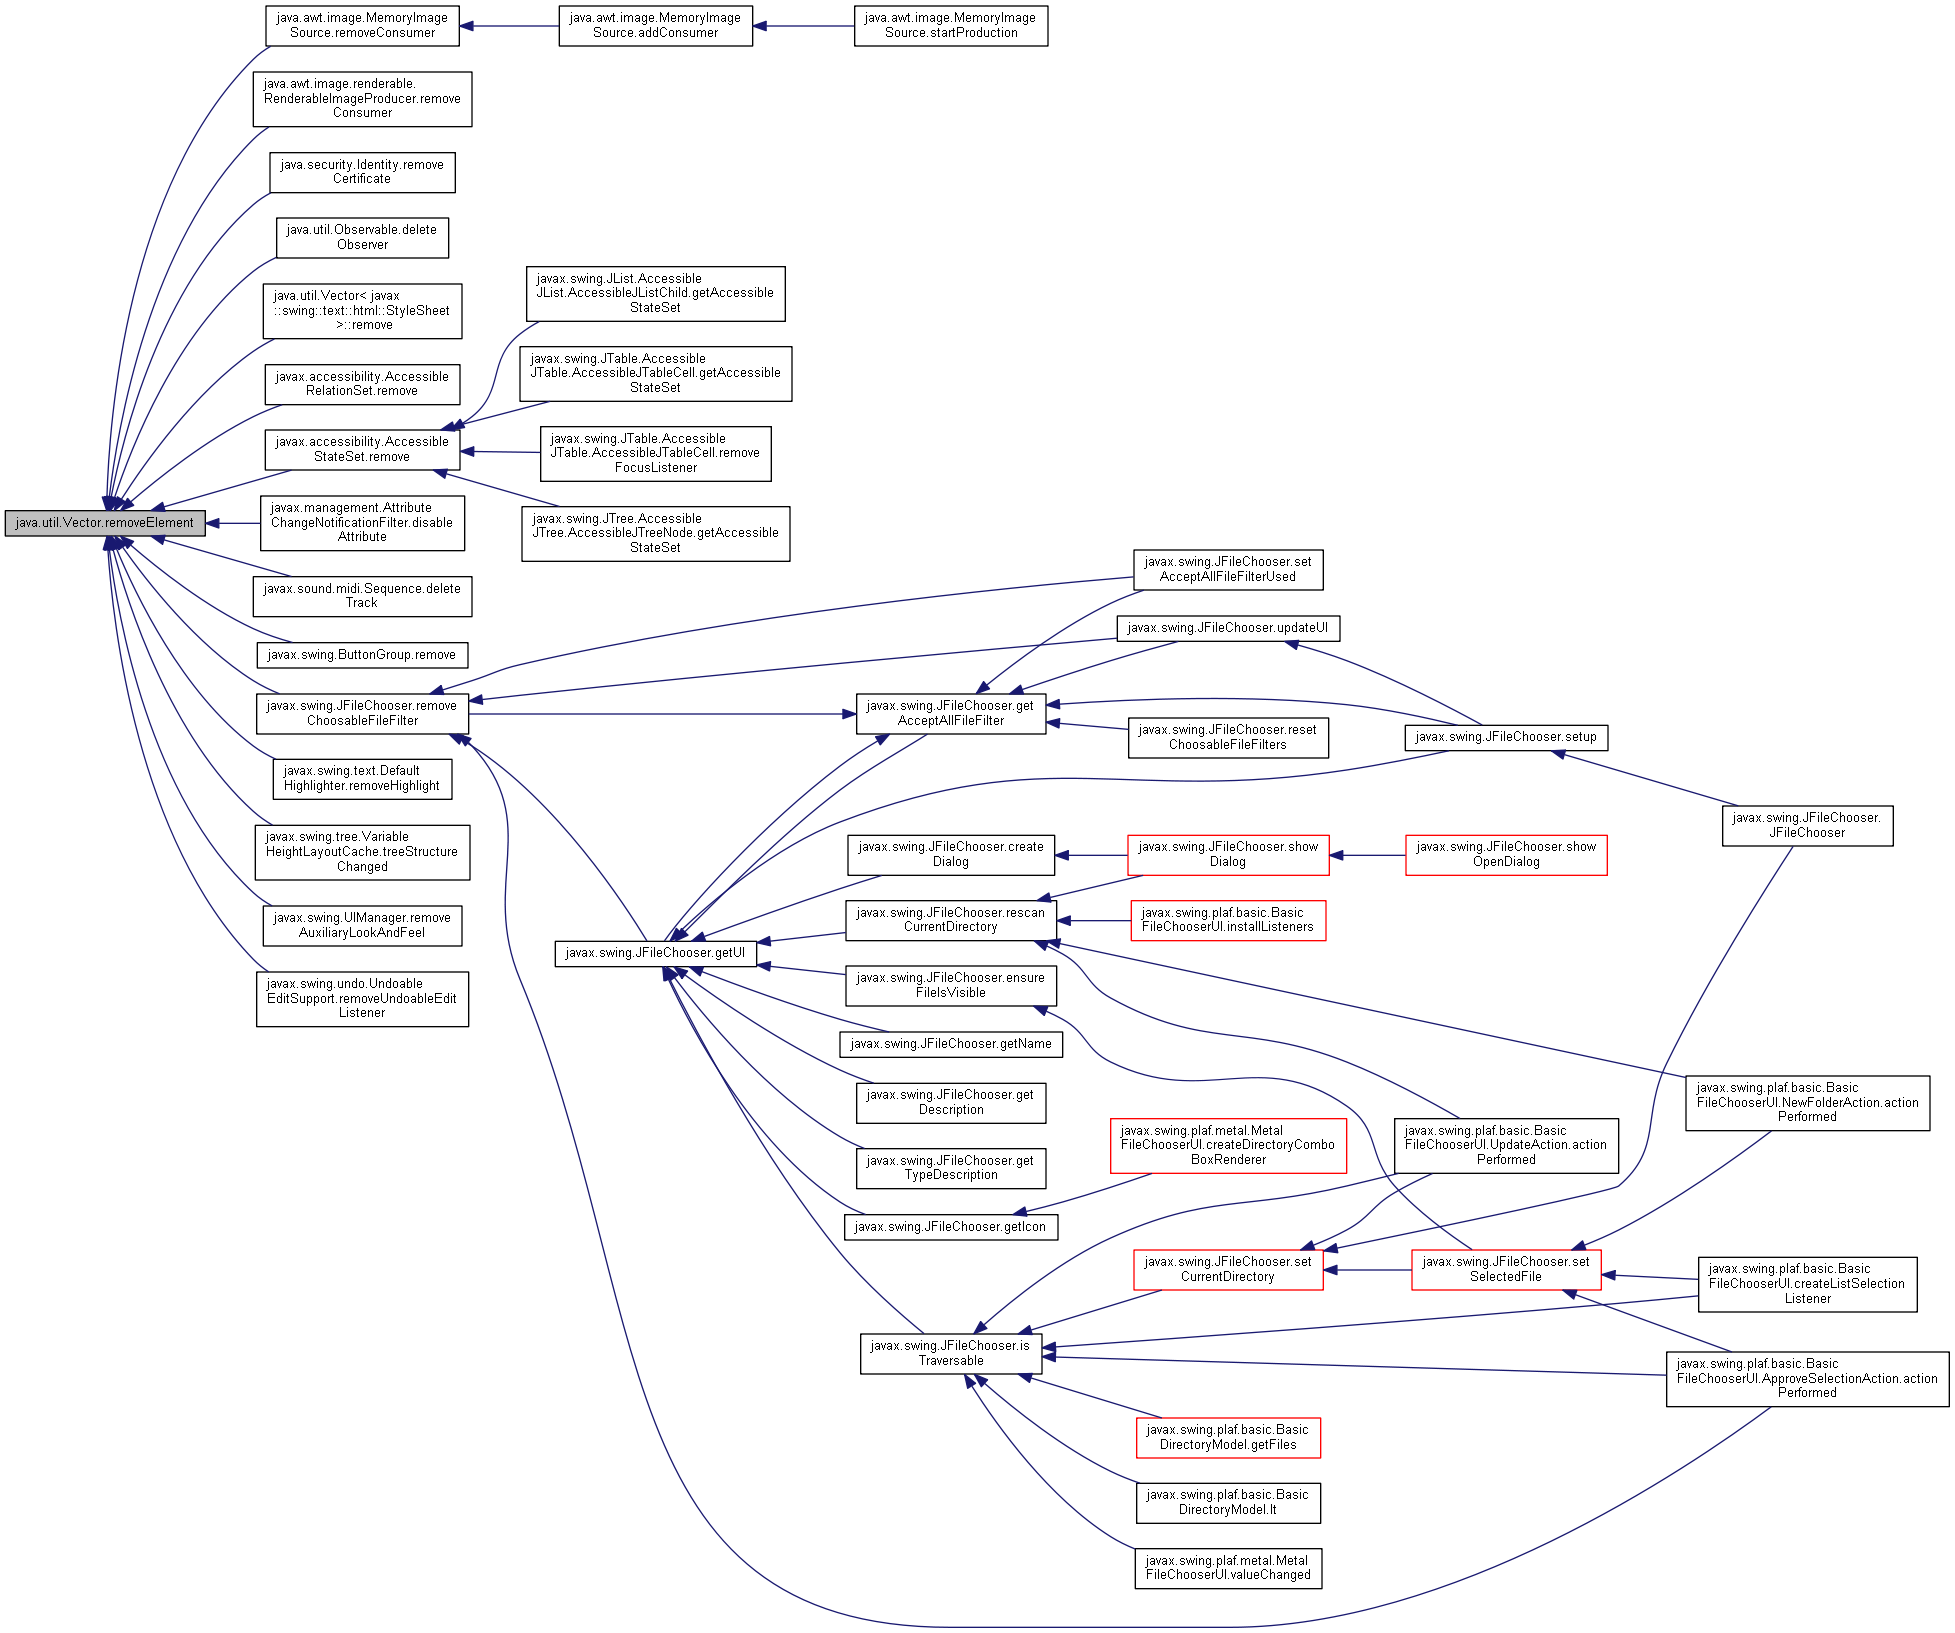 java.awt.image.MemoryImage
Source.removeConsumer
java.awt.image.MemoryImage
Source.addConsumer
java.awt.image.MemoryImage
Source.startProduction
java.awt.image.renderable.
RenderableImageProducer.remove
Consumer
java.security.Identity.remove
Certificate
java.util.Observable.delete
Observer
java.util.Vector< javax
::swing::text::html::StyleSheet
>::remove
javax.accessibility.Accessible
RelationSet.remove
javax.accessibility.Accessible
StateSet.remove
javax.swing.JList.Accessible
JList.AccessibleJListChild.getAccessible
StateSet
javax.swing.JTable.Accessible
JTable.AccessibleJTableCell.getAccessible
StateSet
javax.swing.JTable.Accessible
JTable.AccessibleJTableCell.remove
FocusListener
javax.swing.JTree.Accessible
JTree.AccessibleJTreeNode.getAccessible
StateSet
java.util.Vector.removeElement
javax.management.Attribute
ChangeNotificationFilter.disable
Attribute
javax.sound.midi.Sequence.delete
Track
javax.swing.ButtonGroup.remove
javax.swing.JFileChooser.remove
ChoosableFileFilter
javax.swing.text.Default
Highlighter.removeHighlight
javax.swing.tree.Variable
HeightLayoutCache.treeStructure
Changed
javax.swing.UIManager.remove
AuxiliaryLookAndFeel
javax.swing.undo.Undoable
EditSupport.removeUndoableEdit
Listener
javax.swing.JFileChooser.set
AcceptAllFileFilterUsed
javax.swing.JFileChooser.updateUI
javax.swing.JFileChooser.get
AcceptAllFileFilter
javax.swing.JFileChooser.reset
ChoosableFileFilters
javax.swing.JFileChooser.setup
javax.swing.JFileChooser.
JFileChooser
javax.swing.JFileChooser.create
Dialog
javax.swing.JFileChooser.show
Dialog
javax.swing.JFileChooser.show
OpenDialog
javax.swing.JFileChooser.rescan
CurrentDirectory
javax.swing.plaf.basic.Basic
FileChooserUI.installListeners
javax.swing.JFileChooser.getUI
javax.swing.JFileChooser.ensure
FileIsVisible
javax.swing.JFileChooser.getName
javax.swing.JFileChooser.get
Description
javax.swing.JFileChooser.get
TypeDescription
javax.swing.JFileChooser.getIcon
javax.swing.plaf.metal.Metal
FileChooserUI.createDirectoryCombo
BoxRenderer
javax.swing.plaf.basic.Basic
FileChooserUI.UpdateAction.action
Performed
javax.swing.plaf.basic.Basic
FileChooserUI.NewFolderAction.action
Performed
javax.swing.JFileChooser.set
CurrentDirectory
javax.swing.JFileChooser.set
SelectedFile
javax.swing.plaf.basic.Basic
FileChooserUI.createListSelection
Listener
javax.swing.JFileChooser.is
Traversable
javax.swing.plaf.basic.Basic
FileChooserUI.ApproveSelectionAction.action
Performed
javax.swing.plaf.basic.Basic
DirectoryModel.getFiles
javax.swing.plaf.basic.Basic
DirectoryModel.lt
javax.swing.plaf.metal.Metal
FileChooserUI.valueChanged